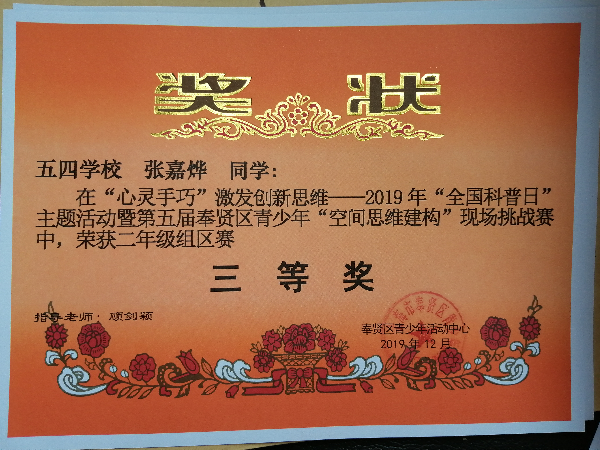 奖 状
五四学校 张嘉烨 同学：
在“心灵手巧”激发创新思维——2019年“全国科普日”
主题活动暨第五届奉贤区青少年“空间思维建构”现场挑战赛
中，荣获二年级组区赛
三 等 奖
指导老师：顾剑颖
奉贤区青少年活动中心
2019年12月